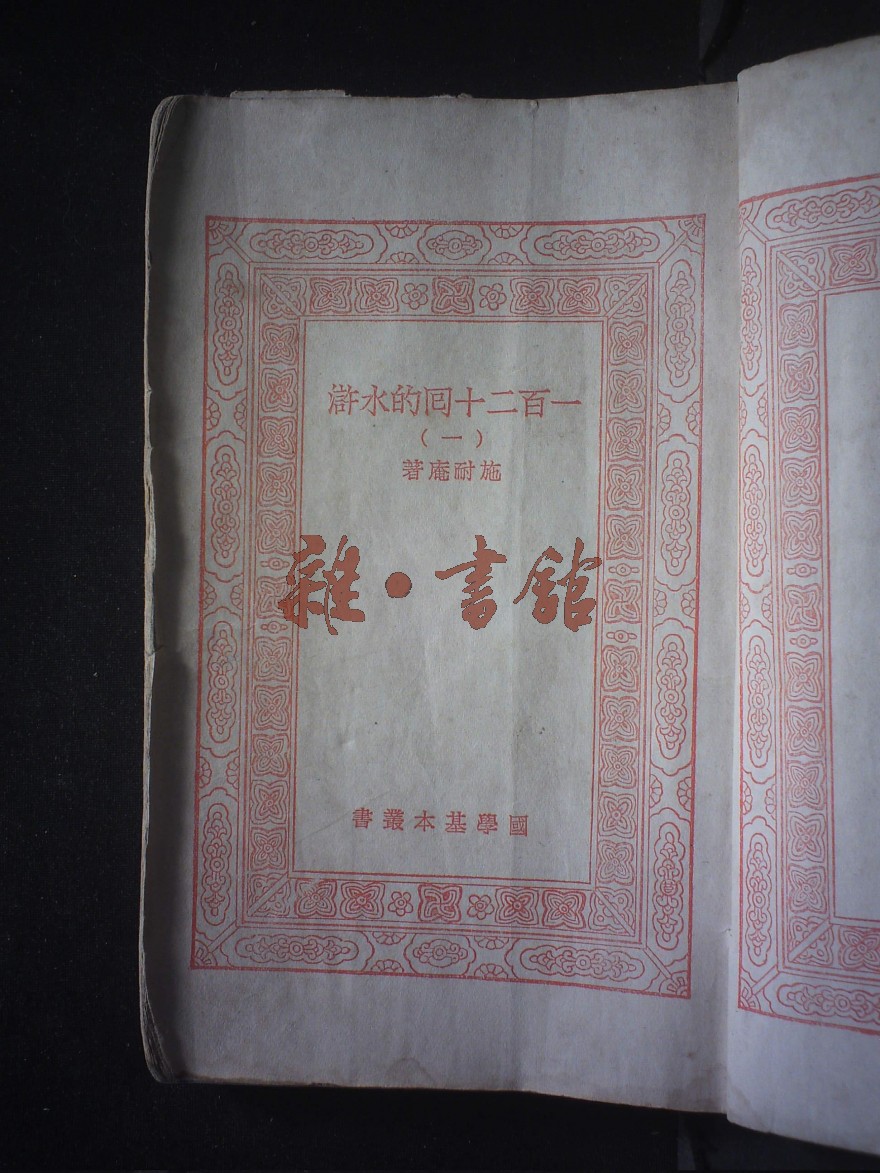 一百二十囘的水滸
（一）
施耐庵著
雜·書館
國學基本叢書